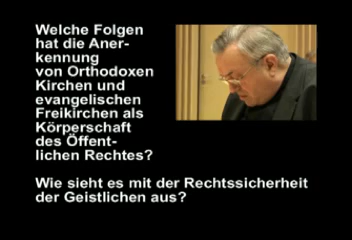 Welche Folgen
hat die Aner-
kennung
von Orthodoxen
Kirchen und
evangelischen
Freikirchen als
Körperschaft
des Öffent-
lichen Rechtes?
Wie sieht es mit der Rechtssicherheit
der Geistlichen aus?